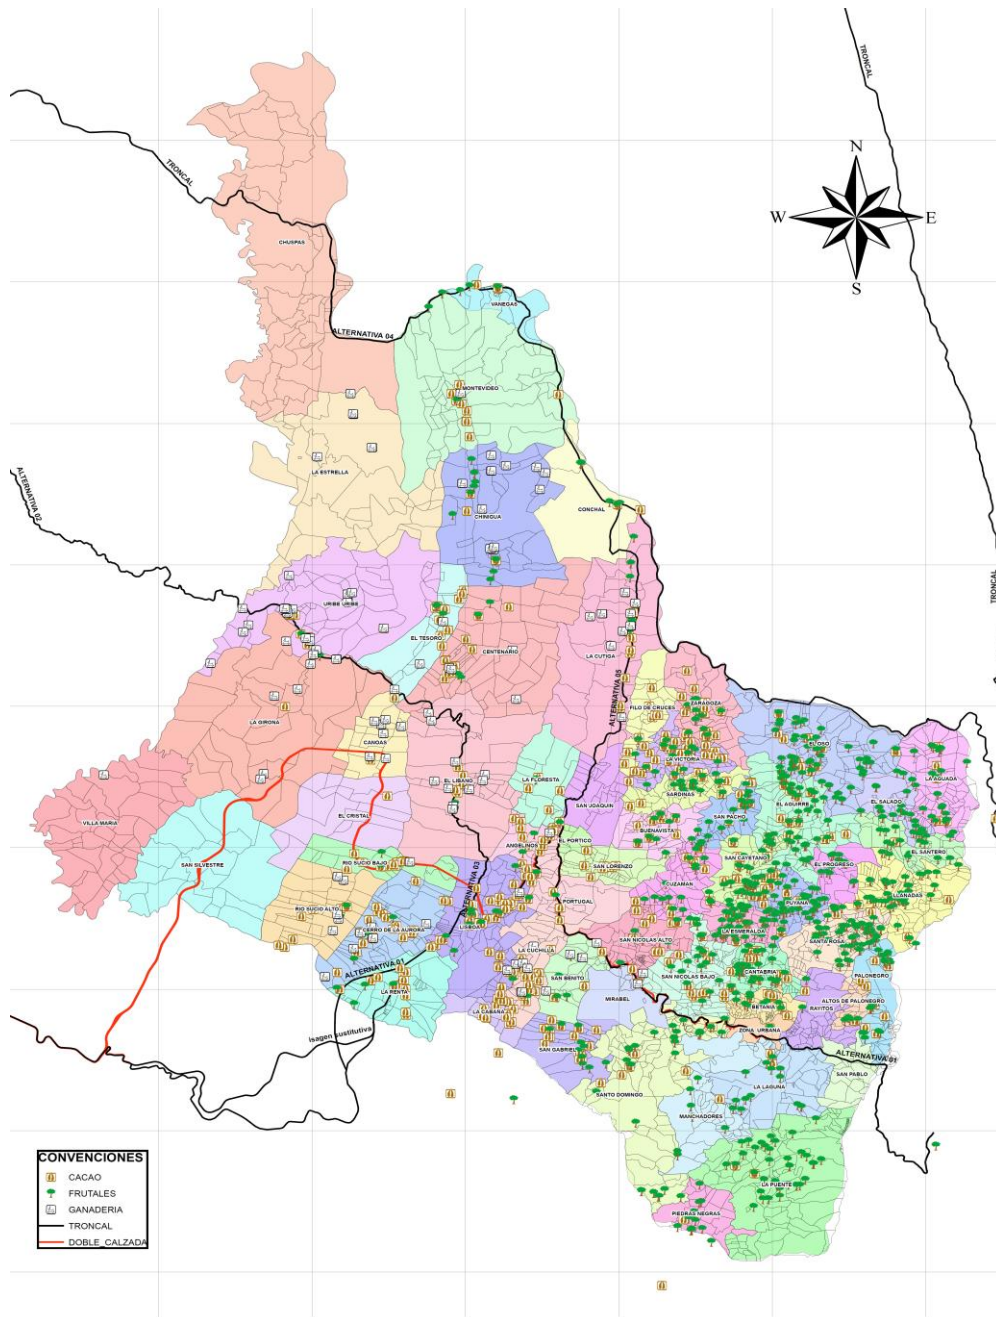 TRONCAL
TRONCAL
N
W
E
S
CHUSPAS
VANEGAS
ALTERNATIVA 04
MONTEVIDEO
LA ESTRELLA
ALTERNATIVA 02
CHINIGUA
CONCHAL
TRONCAL
URIBE URIBE
EL TESORO
CENTENARIO
LA CUTIGA
ALTERNATIVA 05
FILO DE CRUCES
ZARAGOZA
LA GIRONA
CANOAS
EL OSO
VICTORIA
LA AGUADA
EL LIBANO
LA FLORESTA
SARDINAS
SAN JOAQUIN
EL AGUIRRE
EL SALADO
VILLA MARIA
EL CRISTAL
SAN PACHO
BUENAVISTA
EL PORTICO
ANGELINOS
SAN CAYETANO
EL SANTERO
SAN SILVESTRE
RIO SUCIO BAJO
SAN LORENZO
EL PROGRESO
CUZAMAN
LLANADAS
PORTUGAL
PUYANA
RIO SUCIO ALTO
ALTERNATIVA 03
LISBOA
CERRO DE LA AURORA
LA ESMERALDA
SAN NICOLAS ALTO
SANTA ROSA
LA CUCHILLA
ALTERNATIVA 01
SAN BENITO
SAN NICOLAS BAJO
CANTABRIA
PALONEGRO
LA RENTA
MIRABEL
ALTOS DE PALONEGRO
BETANIA
RAYITOS
LA CABAÑA
Isagen sustitutiva
ZONA URBANA
SAN GABRIEL
ALTERNATIVA 01
SAN PABLO
LA LAGUNA
SANTO DOMINGO
MANCHADORES
LA PUENTE
PIEDRAS NEGRAS
CONVENCIONES
CACAO
FRUTALES
GANADERIA
TRONCAL
DOBLE_CALZADA